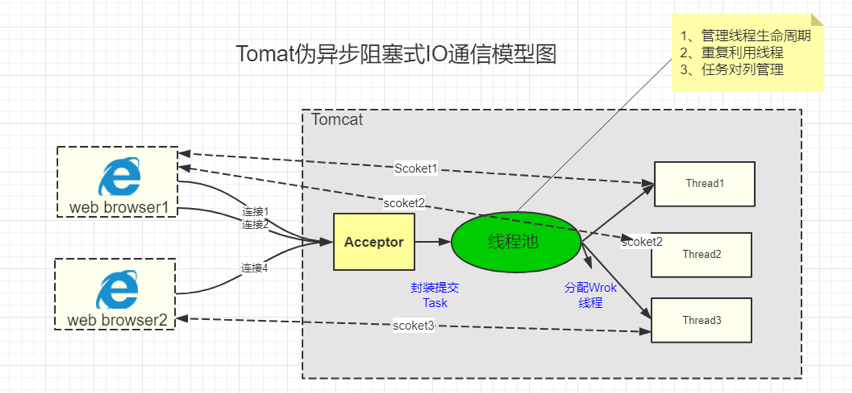 Tomat伪异步阻塞式IO通信模型图
1、管理线程生命周期
2、重复利用线程
3、任务对列管理
Tomcat
web browser1
web browser2
连接1
连接2
连接4
Acceptor
封装提交
Task
线程池
分配Wrok
线程
Scoket1
scoket2
scoket2
scoket3
Thread1
Thread2
Thread3